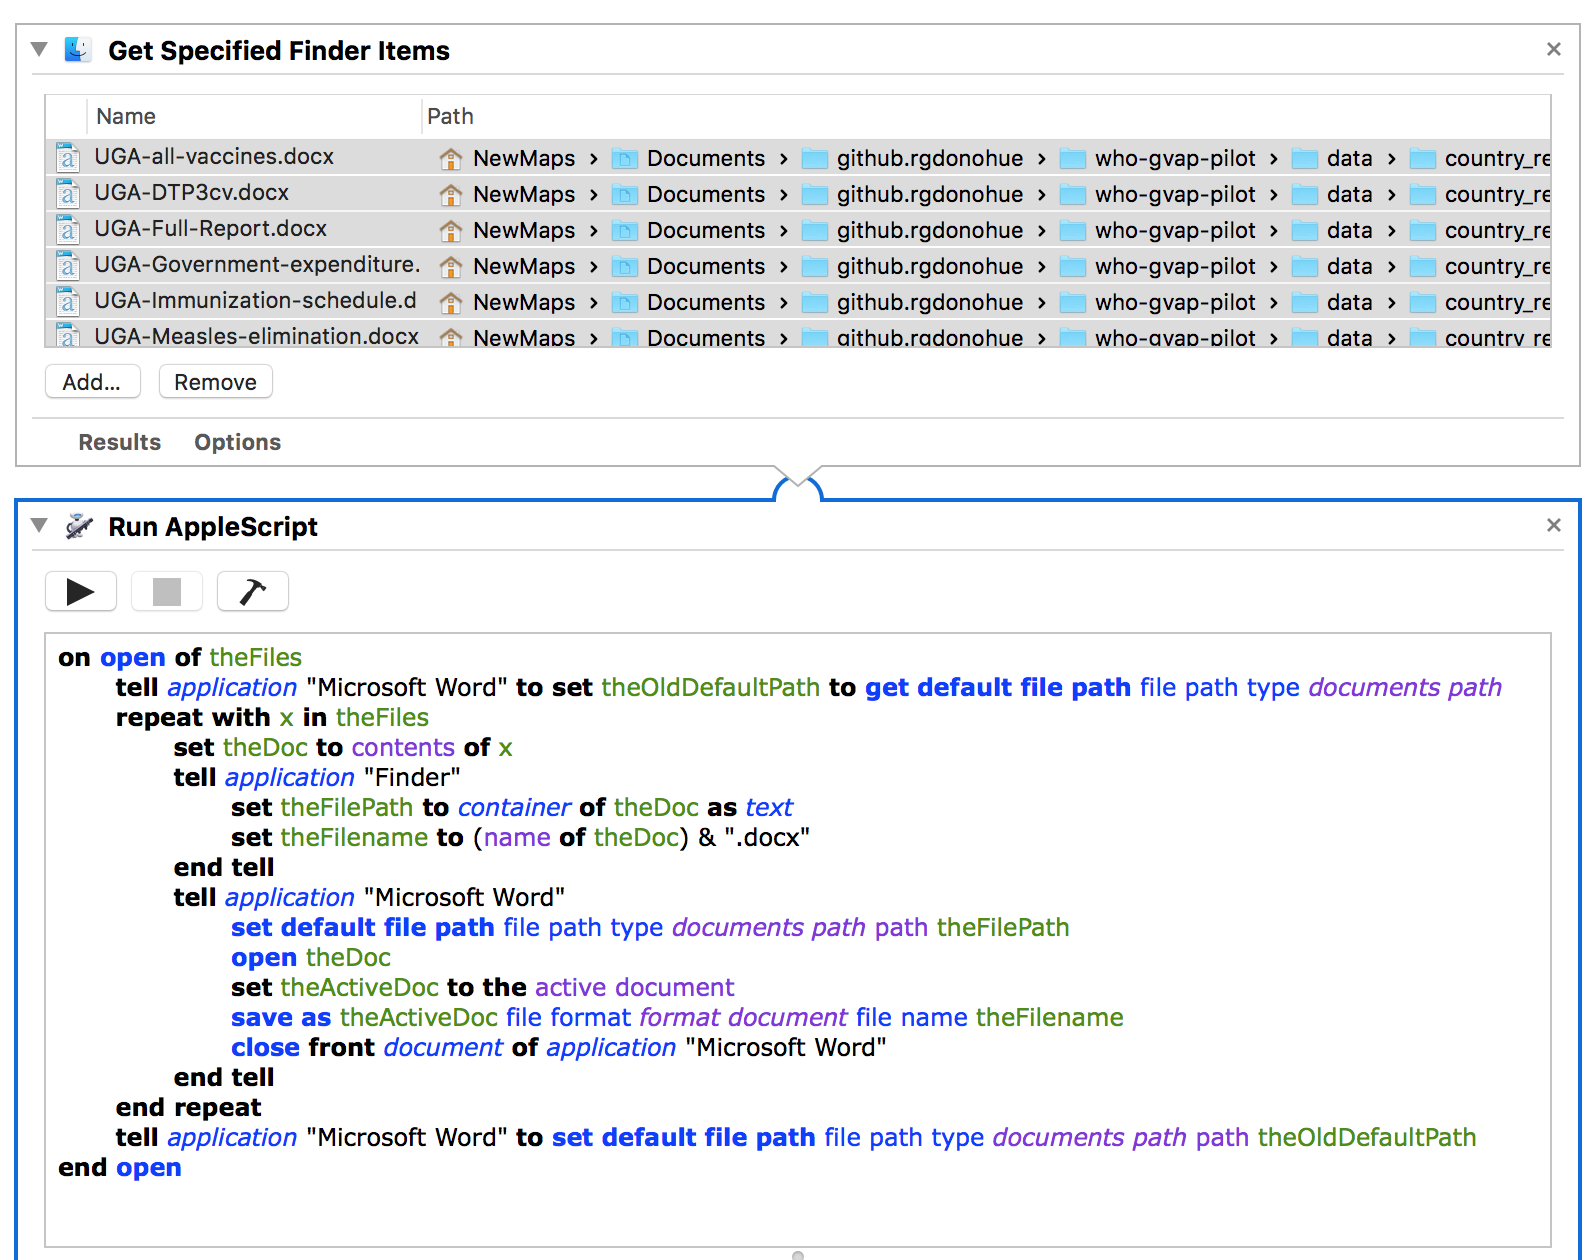 Get Specified Finder Items
Name Path
UGA-all-vaccines.docx NewMaps › Documents › github.rgdonohue › who-gvap-pilot › data › country_re
UGA-DTP3cv.docx NewMaps › Documents › github.rgdonohue › who-gvap-pilot › data › country_re
UGA-Full-Report.docx NewMaps › Documents › github.rgdonohue › who-gvap-pilot › data › country_re
UGA-Government-expenditure. NewMaps › Documents › github.rgdonohue › who-gvap-pilot › data › country_re
UGA-Immunization-schedule.d NewMaps › Documents › github.rgdonohue › who-gvap-pilot › data › country_re
UGA-Measles-elimination.docx NewMaps › Documents › github.rgdonohue › who-gvap-pilot › data › country_re
Add... Remove
Results Options
Run AppleScript
on open of theFiles
tell application "Microsoft Word" to set theOldDefaultPath to get default file path file path type documents path
repeat with x in theFiles
set theDoc to contents of x
tell application "Finder"
set theFilePath to container of theDoc as text
set theFilename to (name of theDoc) & ".docx"
end tell
tell application "Microsoft Word"
set default file path file path type documents path path theFilePath
open theDoc
set theActiveDoc to the active document
save as theActiveDoc file format format document file name theFilename
close front document of application "Microsoft Word"
end tell
end repeat
tell application "Microsoft Word" to set default file path file path type documents path path theOldDefaultPath
end open